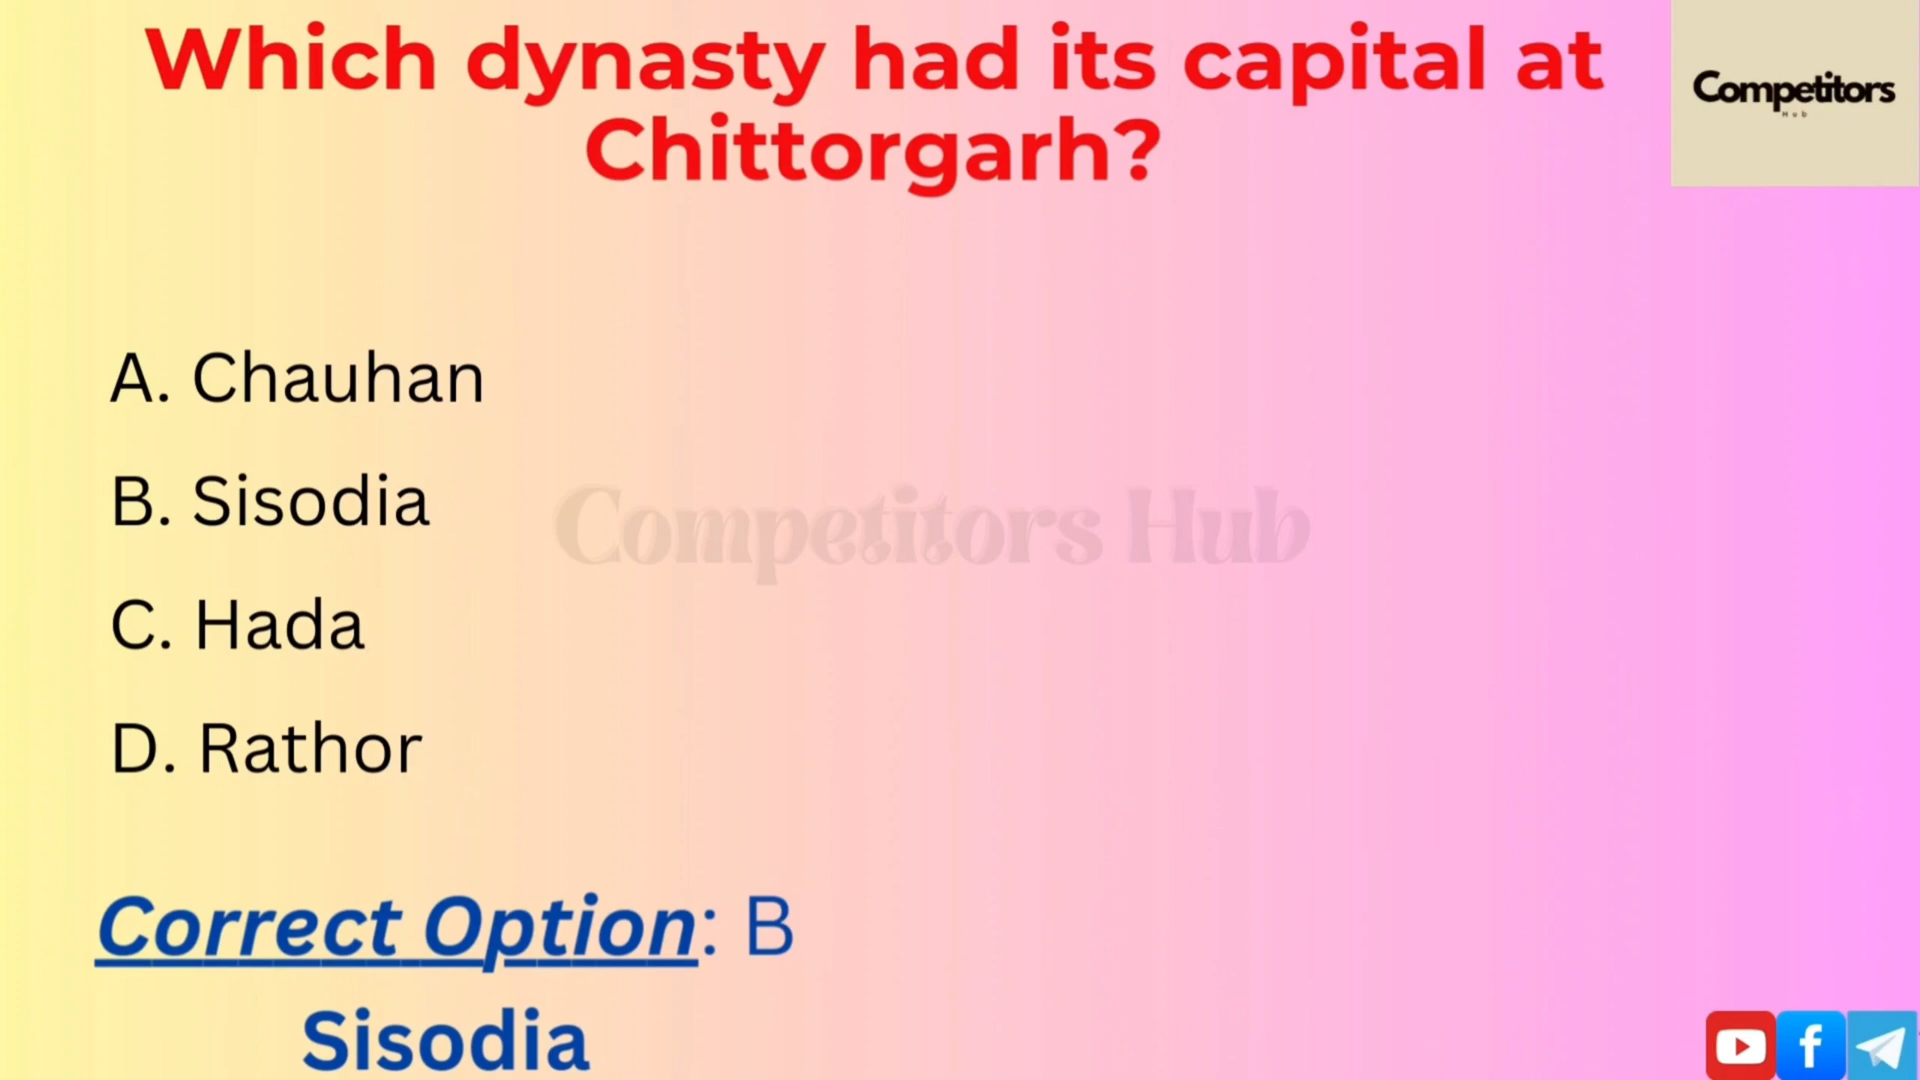 Which dynasty had its capital at
Chittorgarh?
Competitors
Hub
A. Chauhan
B. Sisodia
Competitors Hub
C. Hada
D. Rathor
Correct Option: B
Sisodia